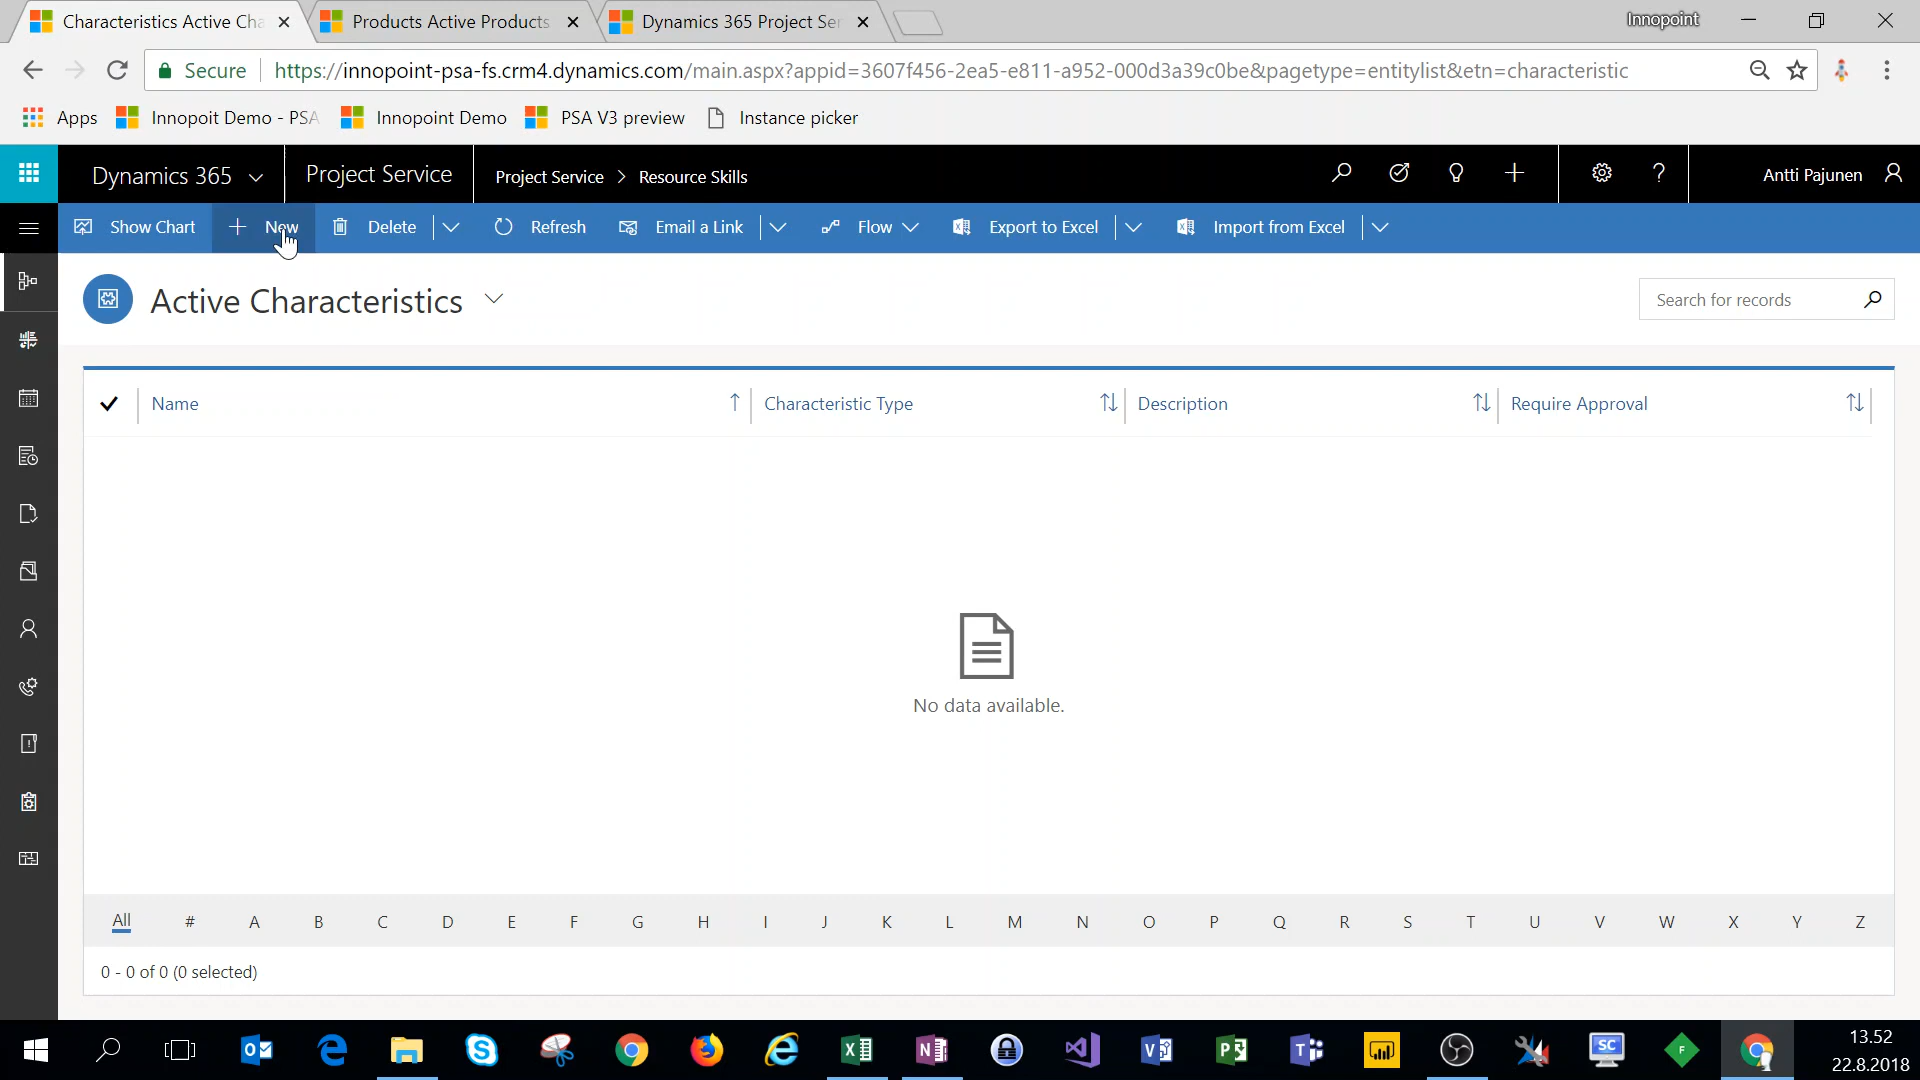 Characteristics Active Cha
Products Active Products
Dynamics 365 Project Ser
Innopoint
Secure
https://innopoint-psa-fs.crm4.dynamics.com/main.aspx?appid=3607f456-2ea5-e811-a952-000d3a39c0be&pagetype=entitylist&etn=characteristic
Apps
Innopoit Demo - PSA
Innopoint Demo
PSA V3 preview
Instance picker
Dynamics 365
Project Service
Project Service > Resource Skills
Antti Pajunen
Show Chart
New
Delete
Refresh
Email a Link
Flow
Export to Excel
Import from Excel
Active Characteristics
Search for records
Name
Characteristic Type
Description
Require Approval
No data available.
All # A B C D E F G H I J K L M N O P Q R S T U V W X Y Z
0 - 0 of 0 (0 selected)
13.52
22.8.2018